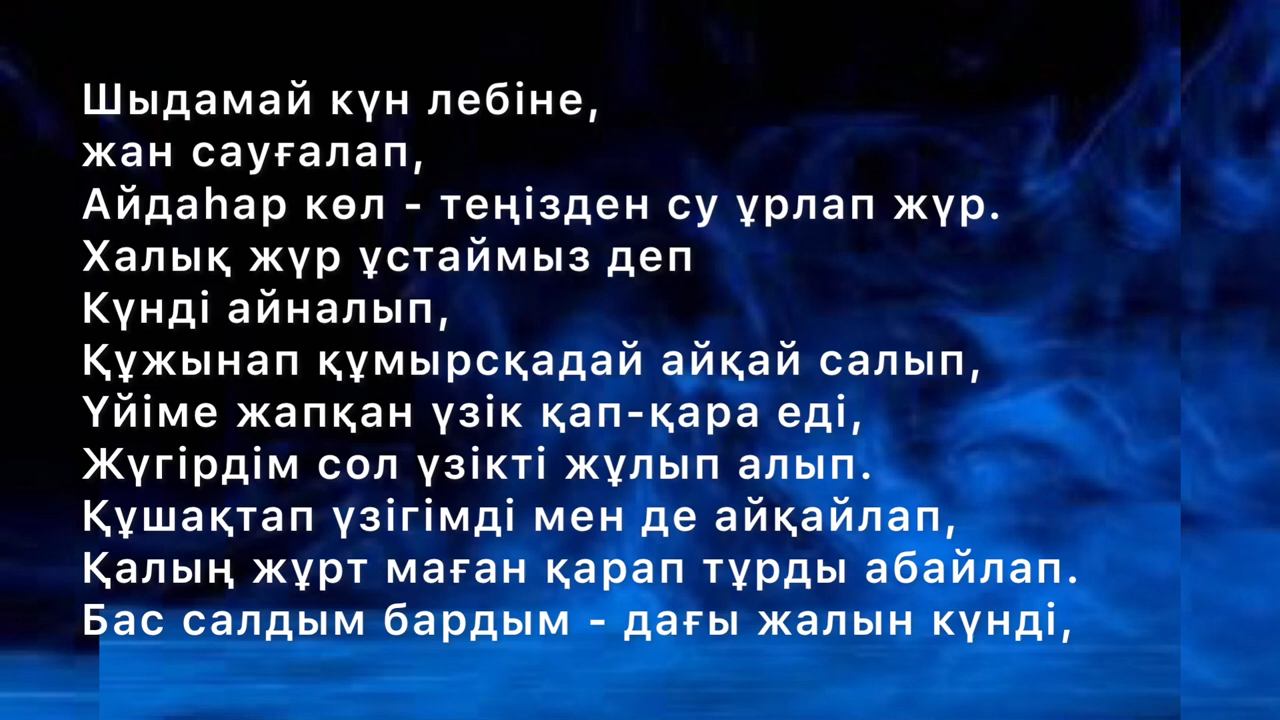 Шыдамай күн лебіне,
жан сауғалап,
Айдаһар көл - теңізден су ұрлап жүр.
Халық жүр ұстаймыз деп
Күнді айналып,
Құжынап құмырсқадай айқай салып,
Үйіме жапқан үзік қап-қара еді,
Жүгірдім сол үзікті жұлып алып.
Құшақтап үзігімді мен де айқайлап,
Қалың жұрт маған қарап тұрды абайлап.
Бас салдым бардым - дағы жалын күнді,